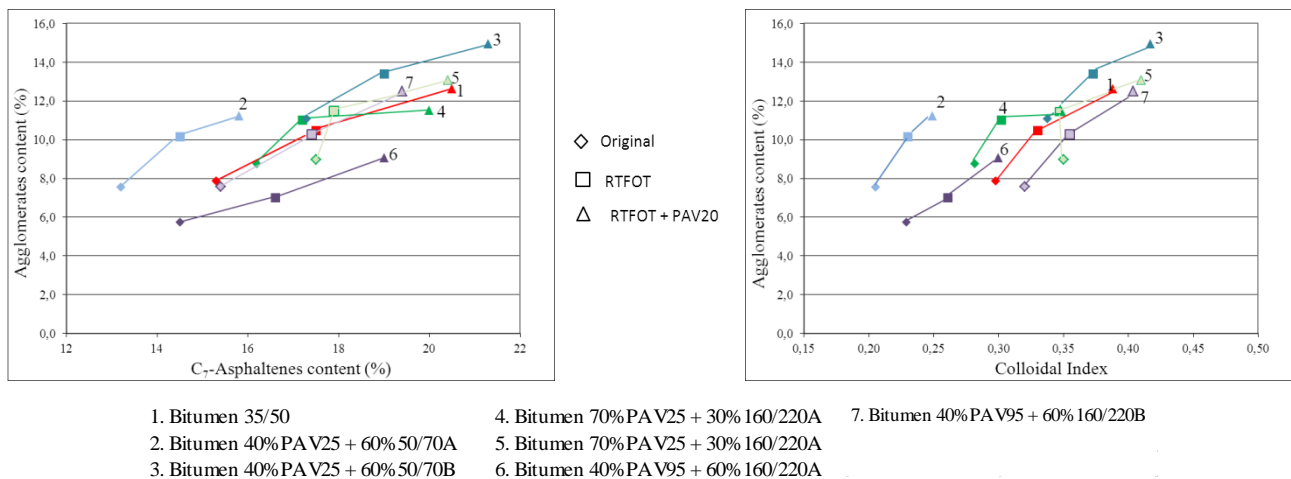 16,0
14,0
12,0
10,0
8,0
6,0
4,0
2,0
0,0
Agglomerates content (%)
12 14 16 18 20 22
C₇-Asphaltenes content (%)
3
5
7
1
2
4
6
Original
RTFOT
RTFOT + PAV20
16,0
14,0
12,0
10,0
8,0
6,0
4,0
2,0
0,0
Agglomerates content (%)
0,15 0,20 0,25 0,30 0,35 0,40 0,45 0,50
Colloidal Index
3
5
1
7
2
4
6
1. Bitumen 35/50
2. Bitumen 40%PAV25 + 60%50/70A
3. Bitumen 40%PAV25 + 60%50/70B
4. Bitumen 70%PAV25 + 30%160/220A
5. Bitumen 70%PAV25 + 30%160/220A
6. Bitumen 40%PAV95 + 60%160/220A
7. Bitumen 40%PAV95 + 60%160/220B